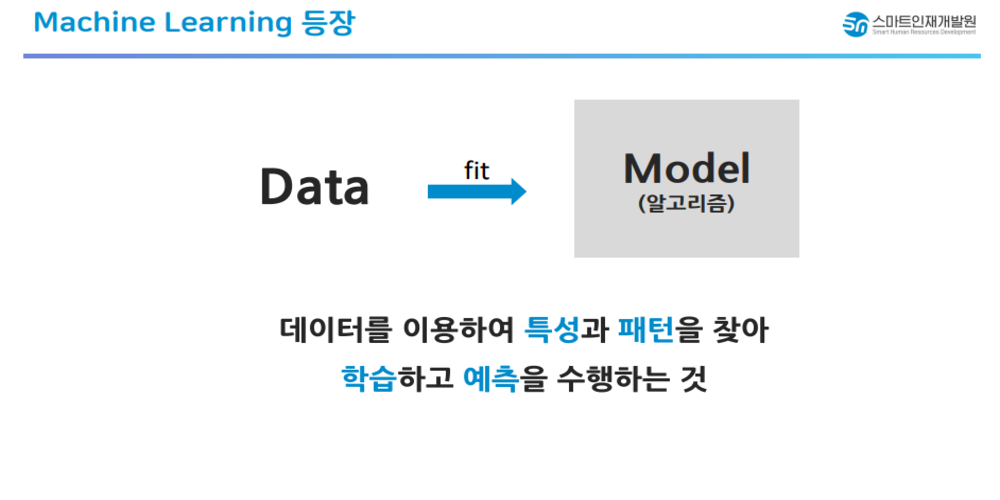 Machine Learning 등장
스마트인재개발원
Smart Human Resources Development
Data
fit
Model
(알고리즘)
데이터를 이용하여 특성과 패턴을 찾아
학습하고 예측을 수행하는 것